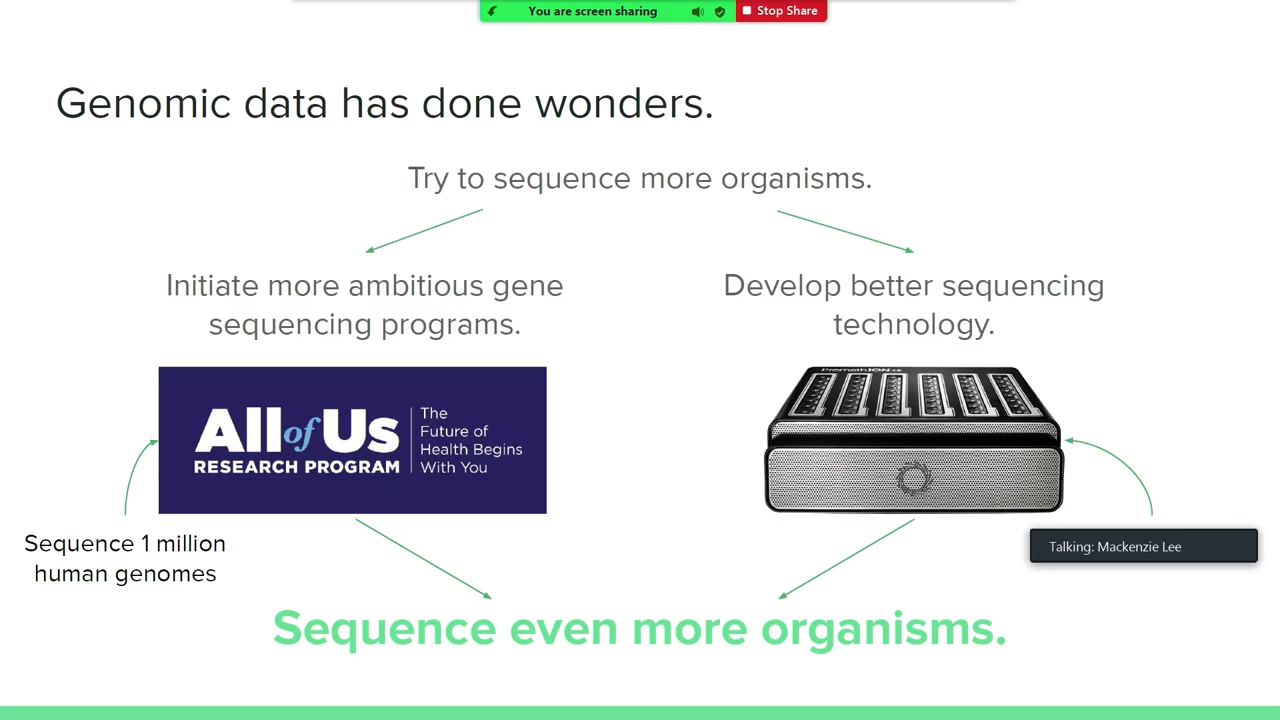 You are screen sharing
Stop Share
Genomic data has done wonders.
Try to sequence more organisms.
Initiate more ambitious gene
sequencing programs.
Develop better sequencing
technology.
All of Us
RESEARCH PROGRAM
The
Future of
Health Begins
With You
PromethION 48
Sequence 1 million
human genomes
Talking: Mackenzie Lee
Sequence even more organisms.